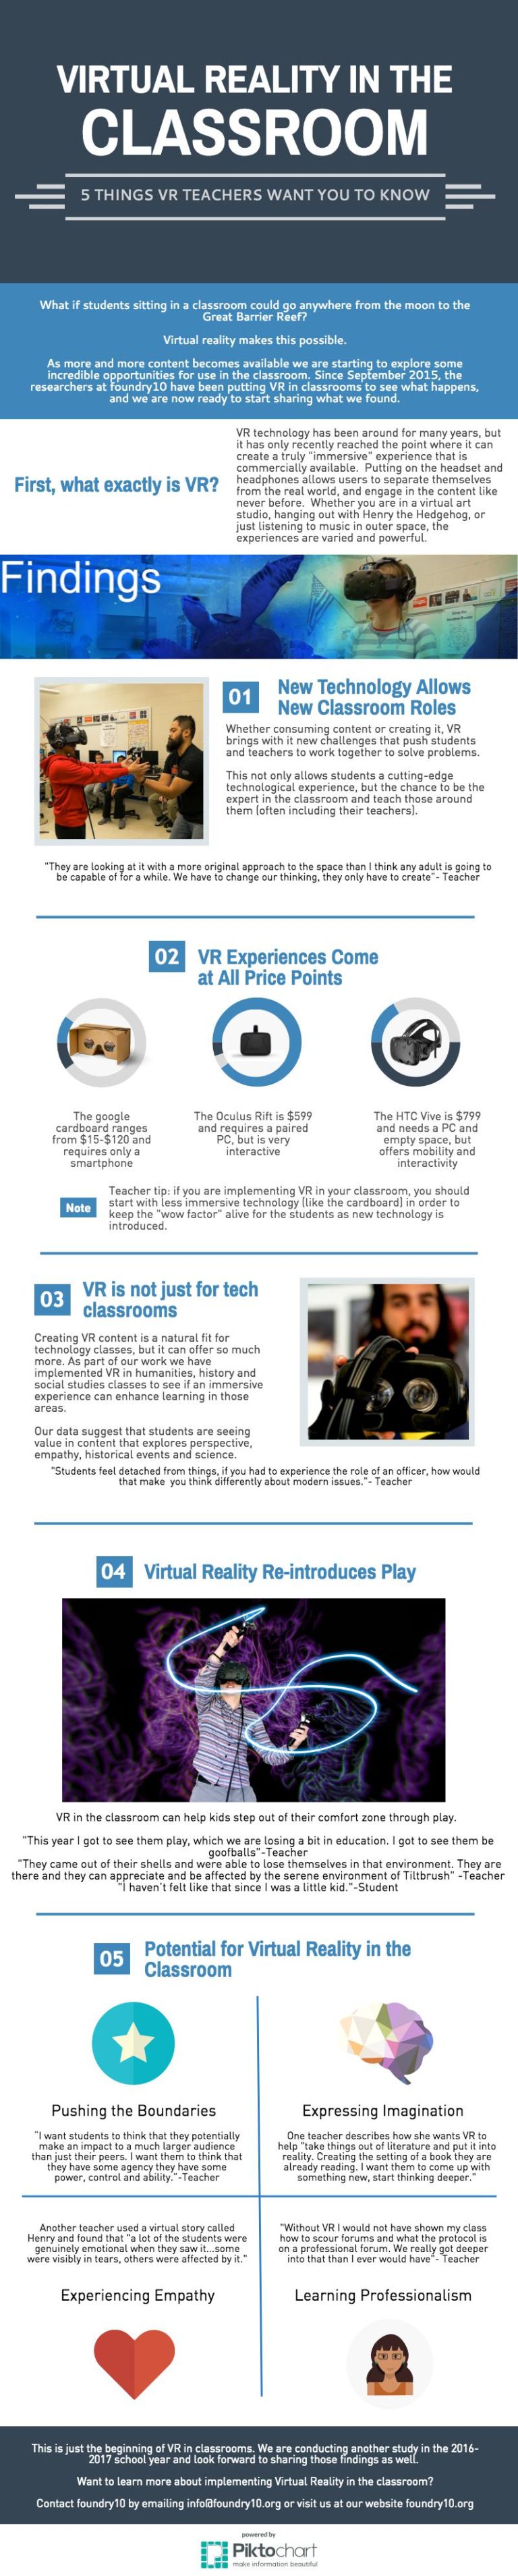 VIRTUAL REALITY IN THE
CLASSROOM
5 THINGS VR TEACHERS WANT YOU TO KNOW
What if students sitting in a classroom could go anywhere from the moon to the
Great Barrier Reef?
Virtual reality makes this possible.
As more and more content becomes available we are starting to explore some
incredible opportunities for use in the classroom. Since September 2015, the
researchers at foundry10 have been putting VR in classrooms to see what happens,
and we are now ready to start sharing what we found.
First, what exactly is VR?
VR technology has been around for many years, but
it has only recently reached the point where it can
create a truly "immersive" experience that is
commercially available. Putting on the headset and
headphones allows users to separate themselves
from the real world, and engage in the content like
never before. Whether you are in a virtual art
studio, hanging out with Henry the Hedgehog, or
just listening to music in outer space, the
experiences are varied and powerful.
Findings
01
New Technology Allows
New Classroom Roles
Whether consuming content or creating it, VR
brings with it new challenges that push students
and teachers to work together to solve problems.
This not only allows students a cutting-edge
technological experience, but the chance to be the
expert in the classroom and teach those around
them (often including their teachers).
"They are looking at it with a more original approach to the space than I think any adult is going to
be capable of for a while. We have to change our thinking, they only have to create"- Teacher
02
VR Experiences Come
at All Price Points
The google
cardboard ranges
from $15-$120 and
requires only a
smartphone
The Oculus Rift is $599
and requires a paired
PC, but is very
interactive
The HTC Vive is $799
and needs a PC and
empty space, but
offers mobility and
interactivity
Note
Teacher tip: if you are implementing VR in your classroom, you should
start with less immersive technology (like the cardboard) in order to
keep the "wow factor" alive for the students as new technology is
introduced.
03
VR is not just for tech
classrooms
Creating VR content is a natural fit for
technology classes, but it can offer so much
more. As part of our work we have
implemented VR in humanities, history and
social studies classes to see if an immersive
experience can enhance learning in those
areas.
Our data suggest that students are seeing
value in content that explores perspective,
empathy, historical events and science.
"Students feel detached from things, if you had to experience the role of an officer, how would
that make you think differently about modern issues."- Teacher
04
Virtual Reality Re-introduces Play
VR in the classroom can help kids step out of their comfort zone through play.
"This year I got to see them play, which we are losing a bit in education. I got to see them be
goofballs"-Teacher
"They came out of their shells and were able to lose themselves in that environment. They are
there and they can appreciate and be affected by the serene environment of Tiltbrush" -Teacher
"I haven't felt like that since I was a little kid."-Student
05
Potential for Virtual Reality in the
Classroom
Pushing the Boundaries
"I want students to think that they potentially
make an impact to a much larger audience
than just their peers. I want them to think that
they have some agency they have some
power, control and ability."-Teacher
Expressing Imagination
One teacher describes how she wants VR to
help "take things out of literature and put it into
reality. Creating the setting of a book they are
already reading. I want them to come up with
something new, start thinking deeper."
Another teacher used a virtual story called
Henry and found that "a lot of the students were
genuinely emotional when they saw it...some
were visibly in tears, others were affected by it."
Experiencing Empathy
"Without VR I would not have shown my class
how to scour forums and what the protocol is
on a professional forum. We really got deeper
into that than I ever would have"- Teacher
Learning Professionalism
This is just the beginning of VR in classrooms. We are conducting another study in the 2016-
2017 school year and look forward to sharing those findings as well.
Want to learn more about implementing Virtual Reality in the classroom?
Contact foundry10 by emailing info@foundry10.org or visit us at our website foundry10.org
powered by
Piktochart
make information beautiful